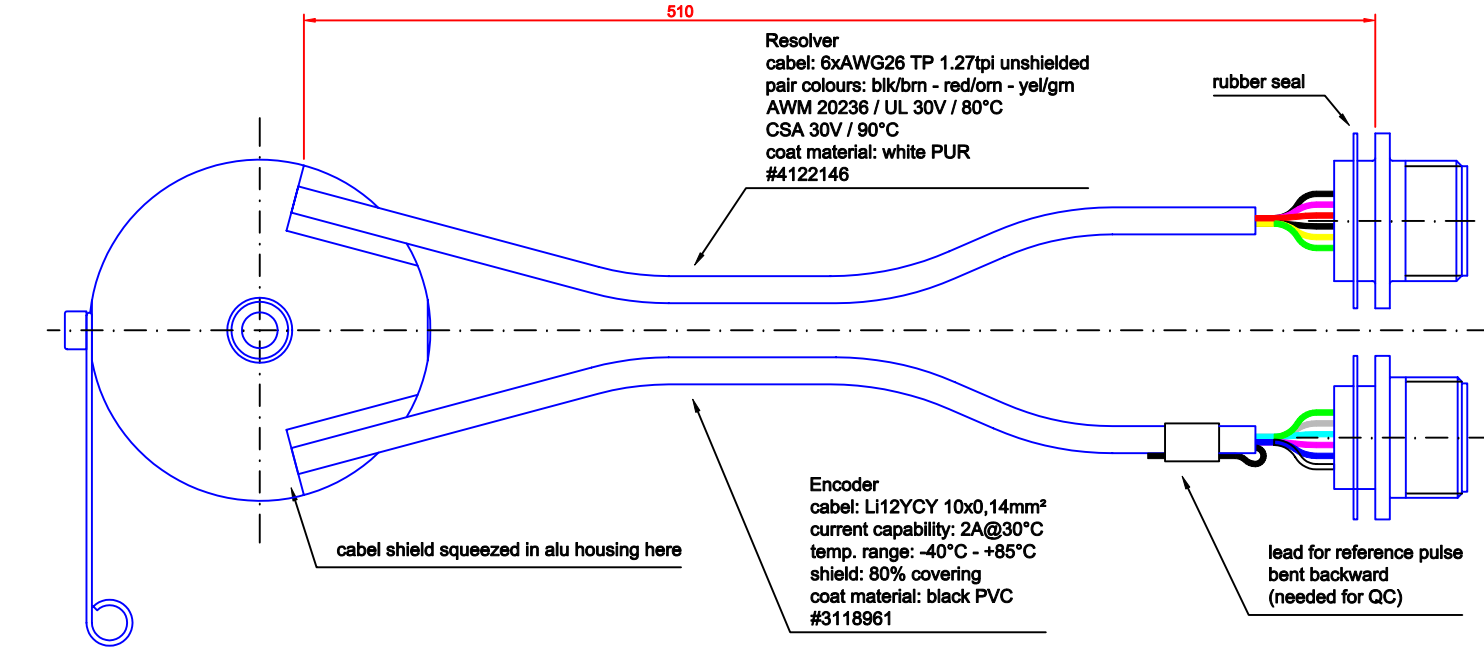 510
Resolver
cabel: 6xAWG26 TP 1.27tpi unshielded
pair colours: blk/brn - red/orn - yel/grn
AWM 20236 / UL 30V / 80°C
CSA 30V / 90°C
coat material: white PUR
#4122146
rubber seal
Encoder
cabel: Li12YCY 10x0,14mm²
current capability: 2A@30°C
temp. range: -40°C - +85°C
shield: 80% covering
coat material: black PVC
#3118961
cabel shield squeezed in alu housing here
lead for reference pulse
bent backward
(needed for QC)